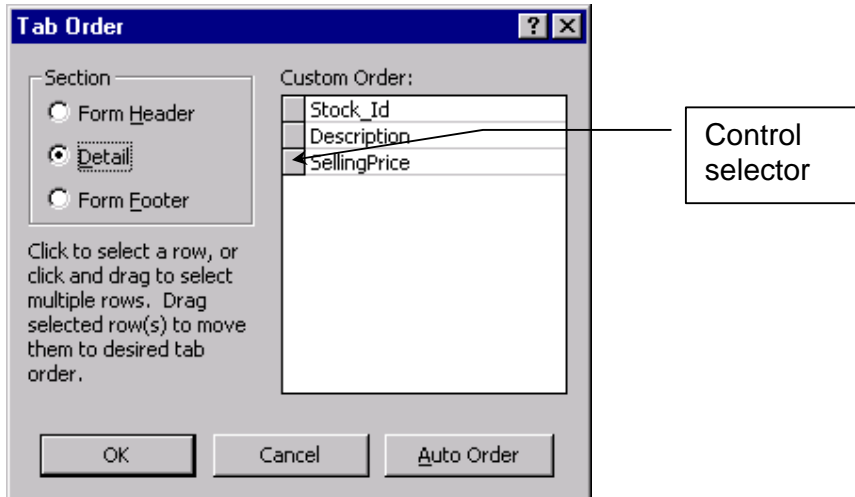 Tab Order
Section
Form Header
Detail
Form Footer
Click to select a row, or
click and drag to select
multiple rows. Drag
selected row(s) to move
them to desired tab
order.
Custom Order:
Stock_Id
Description
SellingPrice
Control
selector
OK
Cancel
Auto Order